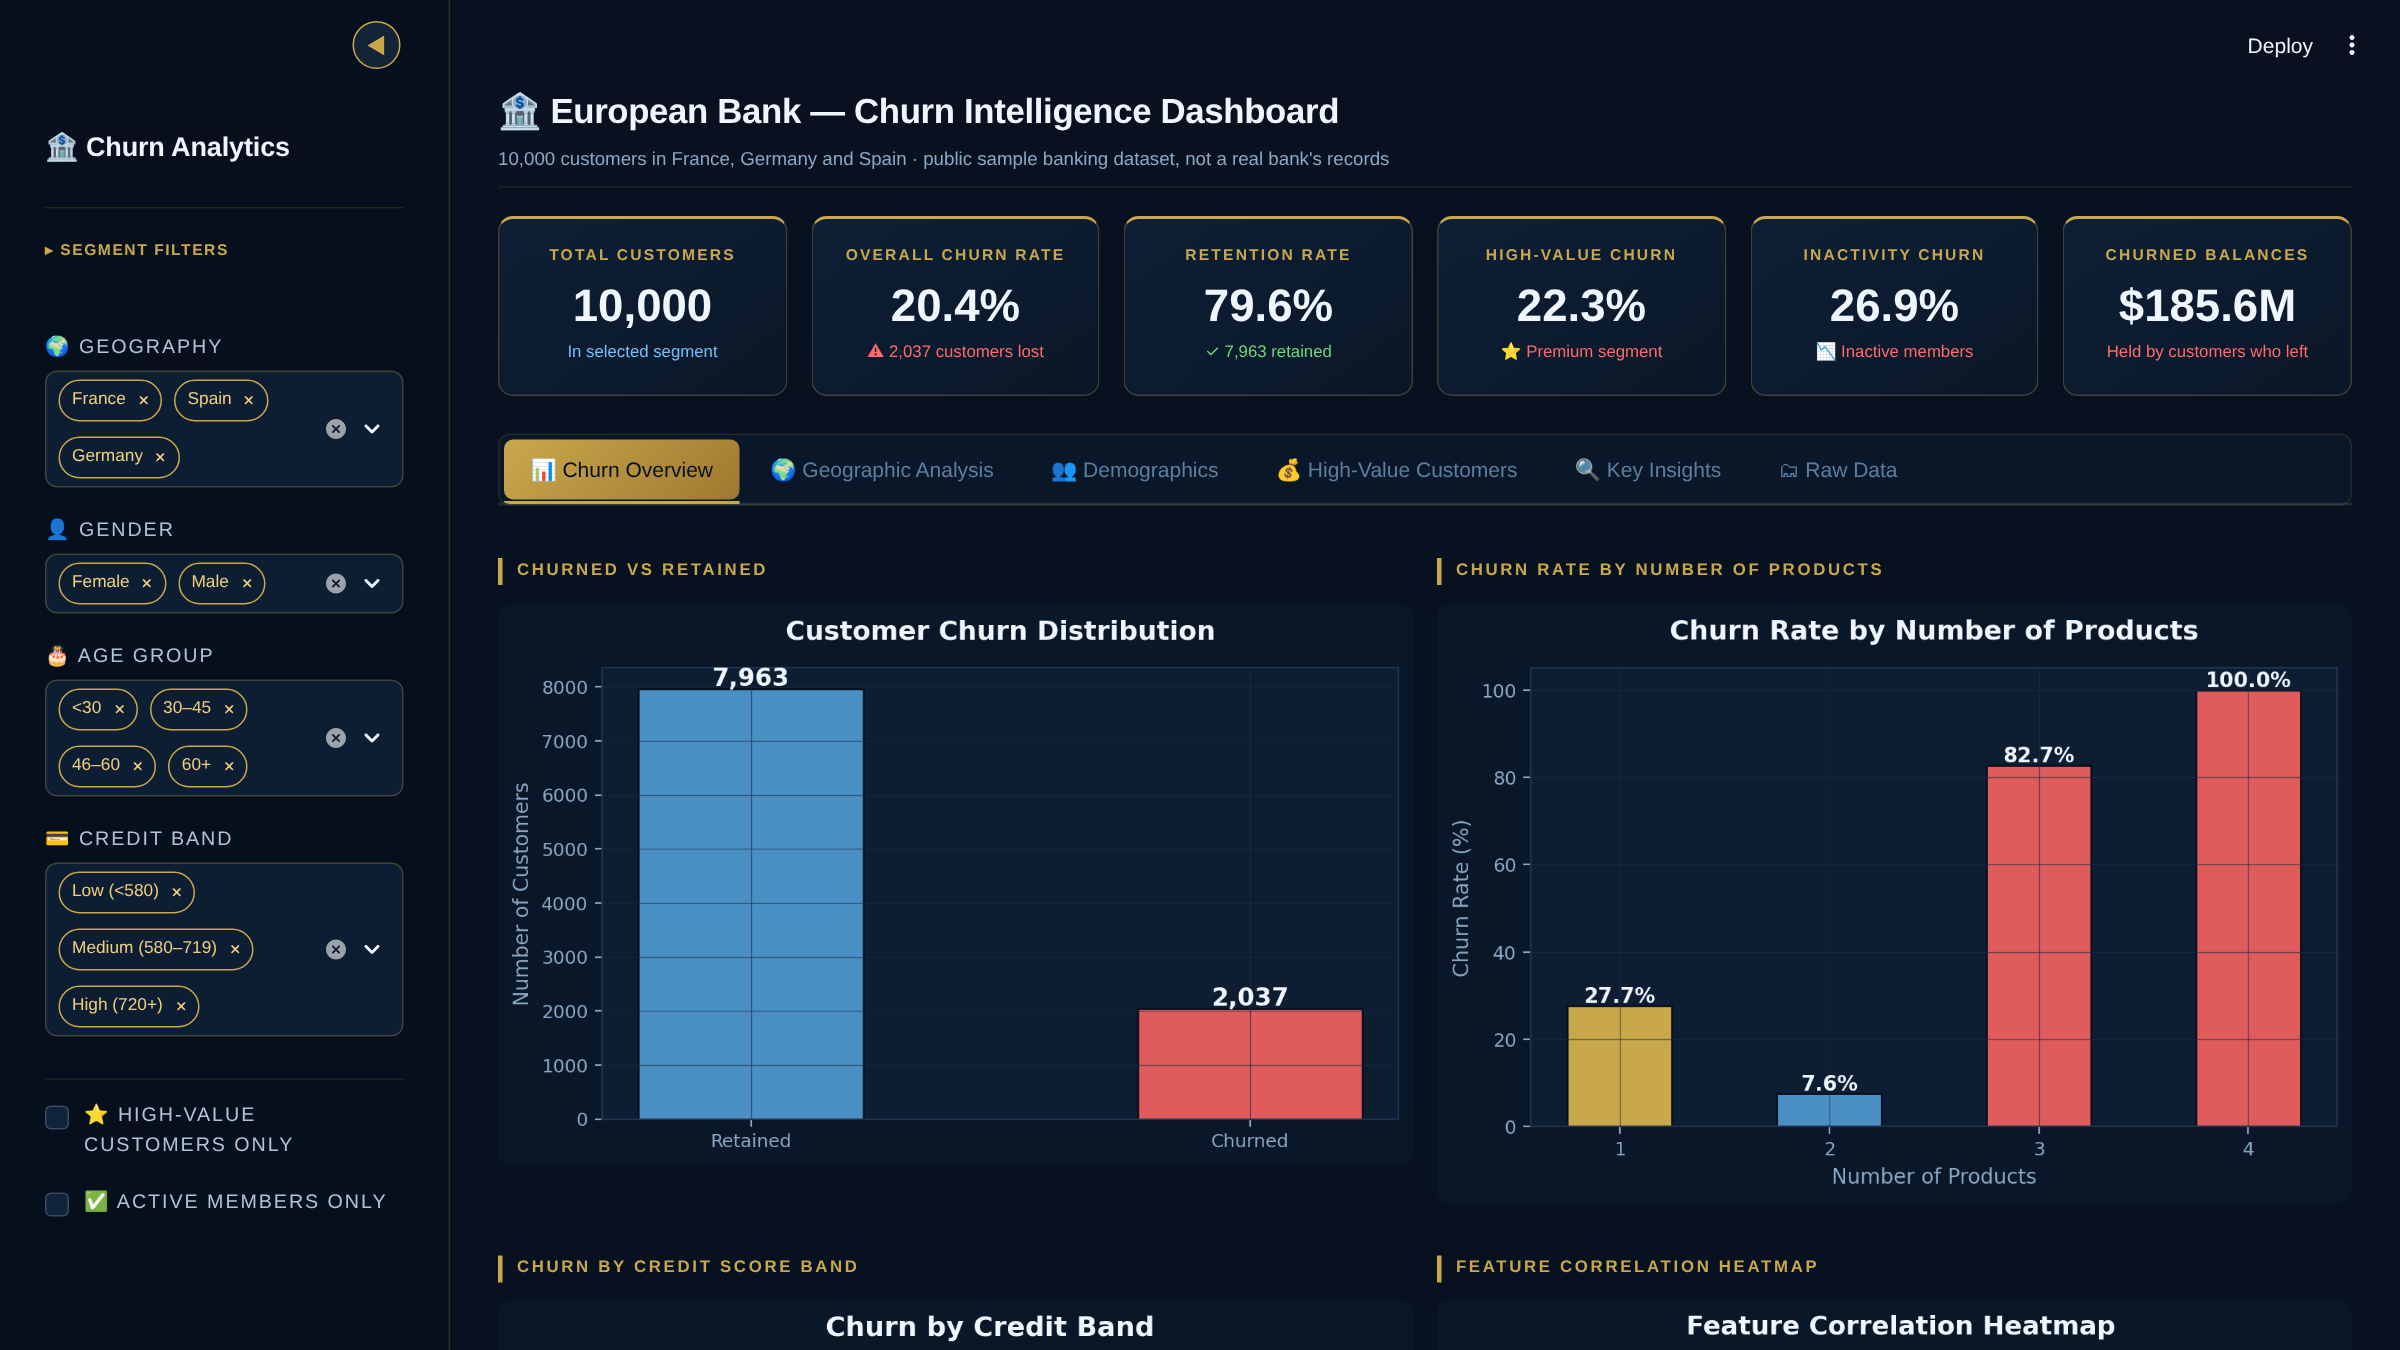 Deploy
Churn Analytics
▸ SEGMENT FILTERS
GEOGRAPHY
France × Spain ×
Germany ×
GENDER
Female × Male ×
AGE GROUP
<30 × 30–45 ×
46–60 × 60+ ×
CREDIT BAND
Low (<580) ×
Medium (580–719) ×
High (720+) ×
HIGH-VALUE
CUSTOMERS ONLY
ACTIVE MEMBERS ONLY
European Bank — Churn Intelligence Dashboard
10,000 customers in France, Germany and Spain · public sample banking dataset, not a real bank's records
TOTAL CUSTOMERS
10,000
In selected segment
OVERALL CHURN RATE
20.4%
2,037 customers lost
RETENTION RATE
79.6%
✓ 7,963 retained
HIGH-VALUE CHURN
22.3%
Premium segment
INACTIVITY CHURN
26.9%
Inactive members
CHURNED BALANCES
$185.6M
Held by customers who left
Churn Overview
Geographic Analysis
Demographics
High-Value Customers
Key Insights
Raw Data
CHURNED VS RETAINED
Customer Churn Distribution
Number of Customers
8000
7000
6000
5000
4000
3000
2000
1000
0
7,963
2,037
Retained
Churned
CHURN RATE BY NUMBER OF PRODUCTS
Churn Rate by Number of Products
Churn Rate (%)
100
80
60
40
20
0
27.7%
7.6%
82.7%
100.0%
1
2
3
4
Number of Products
CHURN BY CREDIT SCORE BAND
Churn by Credit Band
FEATURE CORRELATION HEATMAP
Feature Correlation Heatmap